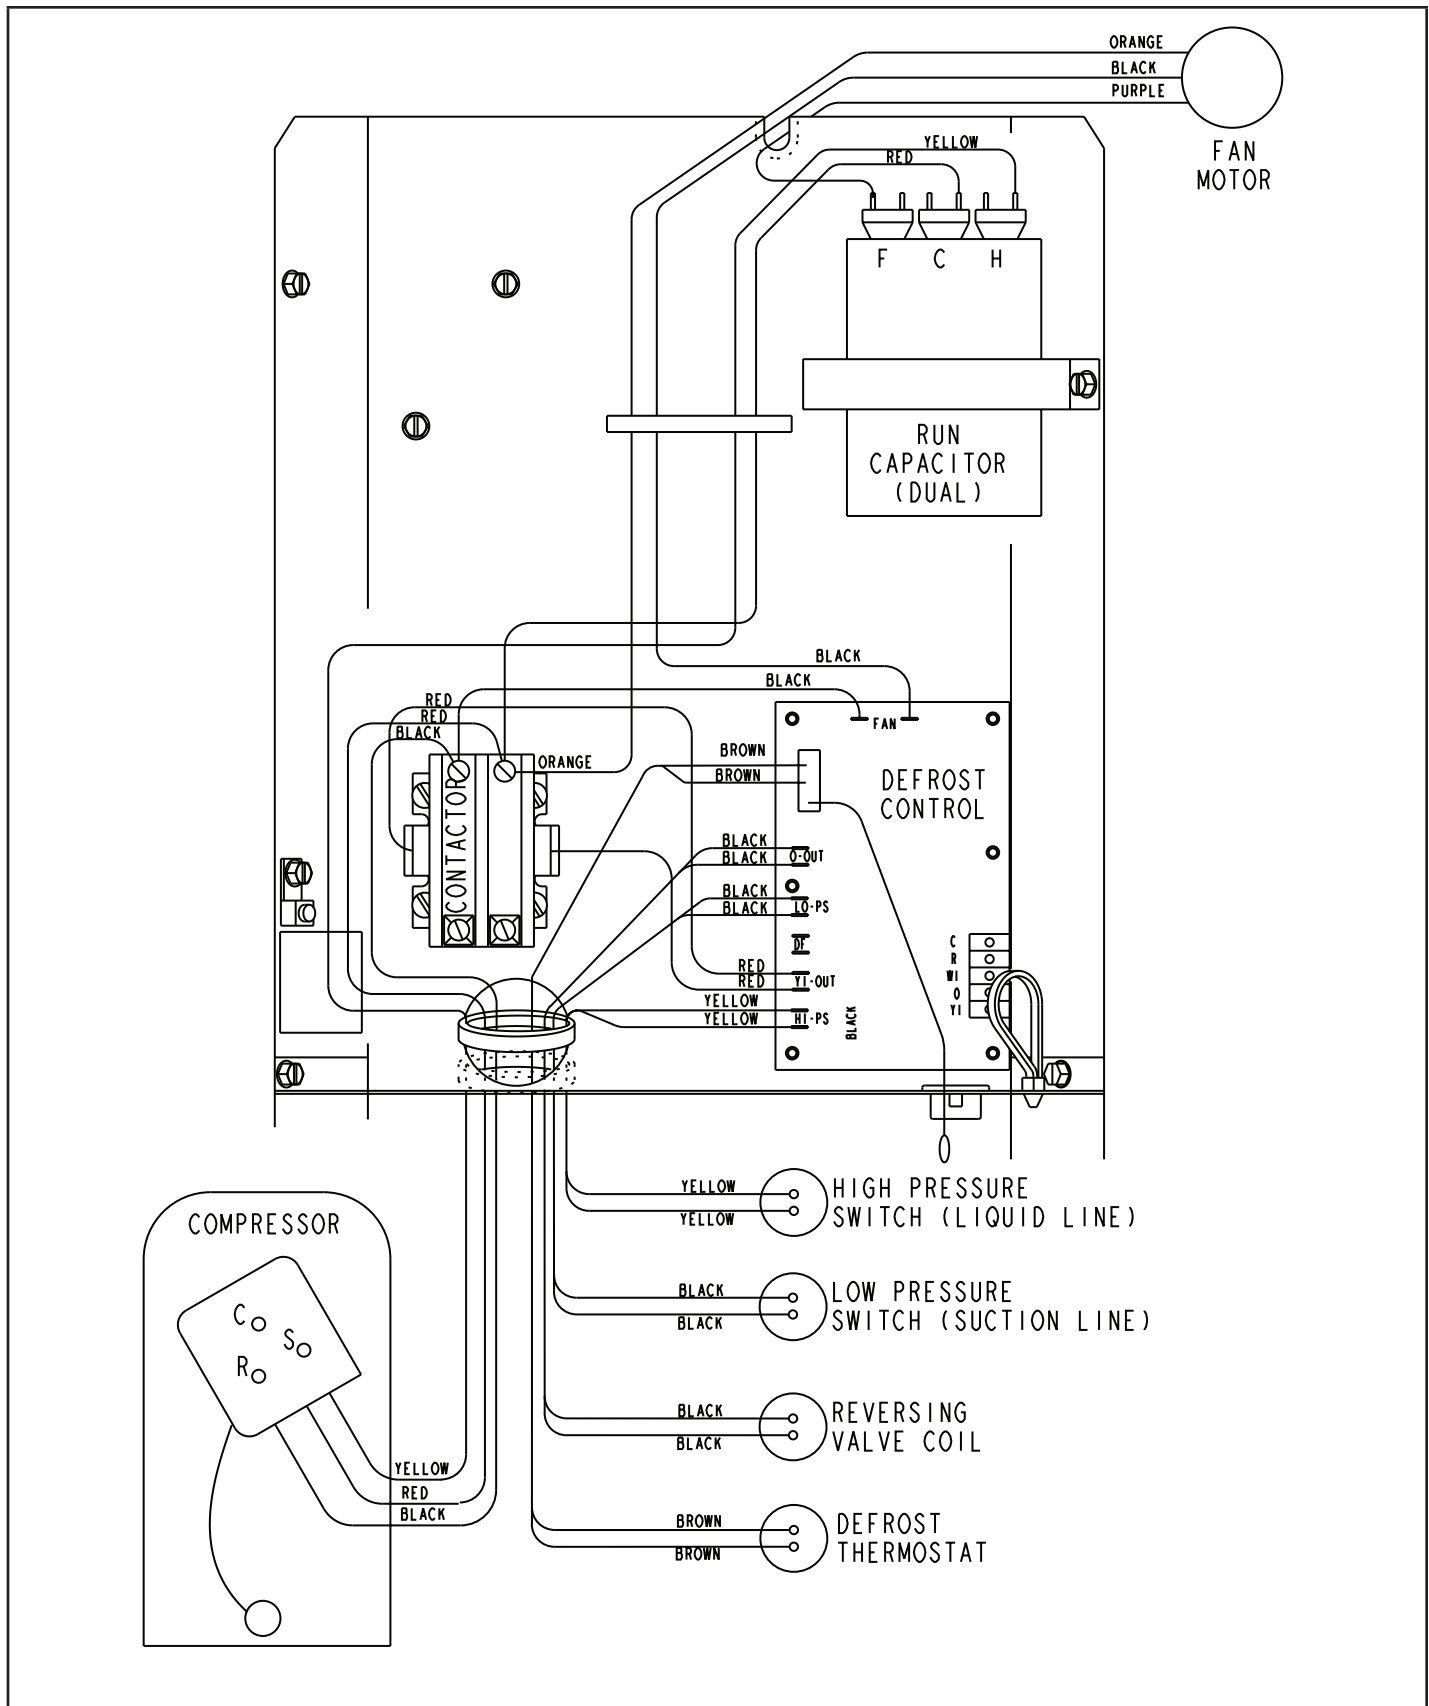 ORANGE
BLACK
PURPLE
FAN
MOTOR
YELLOW
RED
F C H
RUN
CAPACITOR
(DUAL)
BLACK
BLACK
RED
RED
BLACK
FAN
ORANGE
BROWN
BROWN
DEFROST
CONTROL
CONTACTOR
BLACK
BLACK
O-OUT
BLACK
BLACK
LO-PS
DF
C
R
W1
O
Y1
RED
RED
Y1-OUT
YELLOW
YELLOW
HI-PS
BLACK
YELLOW
YELLOW
HIGH PRESSURE
SWITCH (LIQUID LINE)
COMPRESSOR
BLACK
BLACK
LOW PRESSURE
SWITCH (SUCTION LINE)
C
S
R
BLACK
BLACK
REVERSING
VALVE COIL
YELLOW
RED
BLACK
BROWN
BROWN
DEFROST
THERMOSTAT